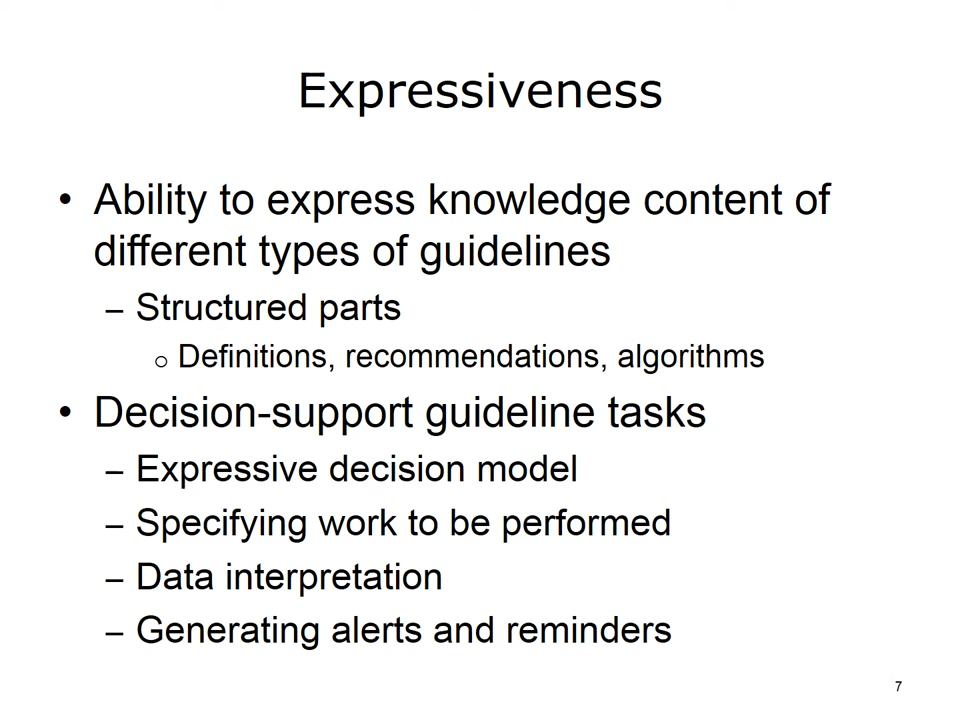 Expressiveness
• Ability to express knowledge content of
different types of guidelines
– Structured parts
o Definitions, recommendations, algorithms
• Decision-support guideline tasks
– Expressive decision model
– Specifying work to be performed
– Data interpretation
– Generating alerts and reminders
7